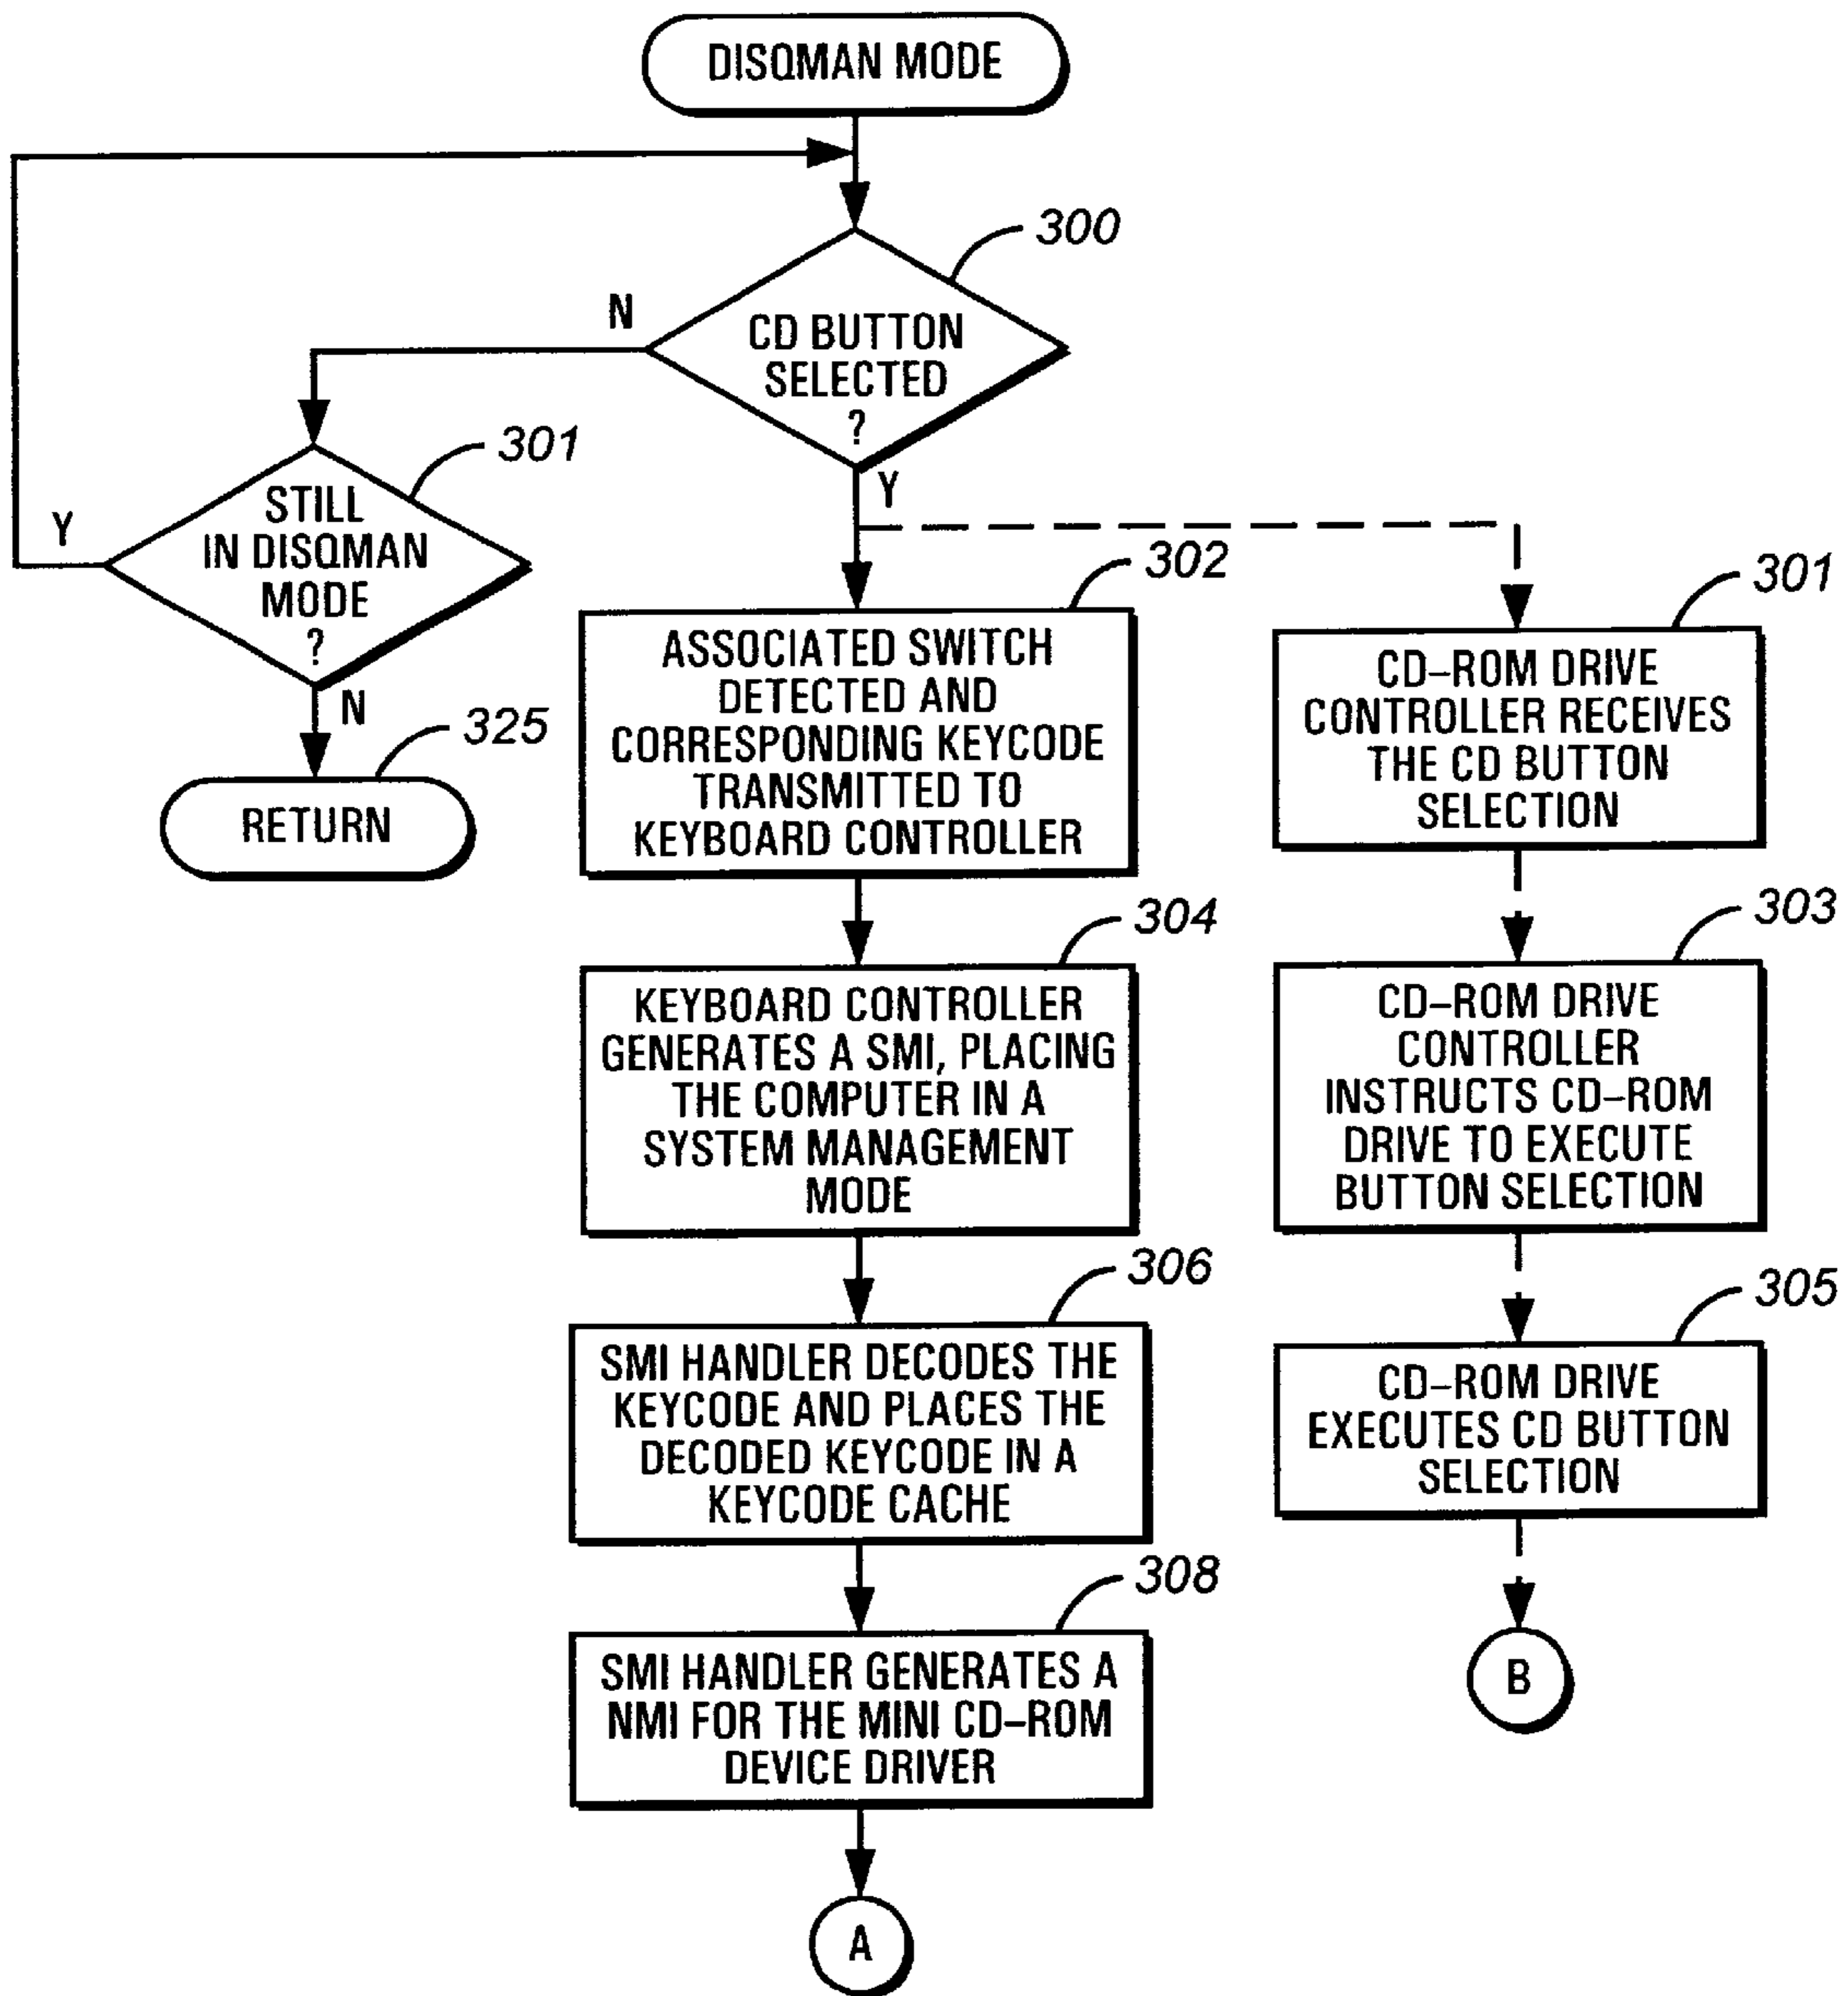 DISQMAN MODE
300
CD BUTTON
SELECTED
?
N
Y
301
STILL
IN DISQMAN
MODE
?
Y
N
325
RETURN
302
ASSOCIATED SWITCH
DETECTED AND
CORRESPONDING KEYCODE
TRANSMITTED TO
KEYBOARD CONTROLLER
304
KEYBOARD CONTROLLER
GENERATES A SMI, PLACING
THE COMPUTER IN A
SYSTEM MANAGEMENT
MODE
306
SMI HANDLER DECODES THE
KEYCODE AND PLACES THE
DECODED KEYCODE IN A
KEYCODE CACHE
308
SMI HANDLER GENERATES A
NMI FOR THE MINI CD–ROM
DEVICE DRIVER
A
301
CD–ROM DRIVE
CONTROLLER RECEIVES
THE CD BUTTON
SELECTION
303
CD–ROM DRIVE
CONTROLLER
INSTRUCTS CD–ROM
DRIVE TO EXECUTE
BUTTON SELECTION
305
CD–ROM DRIVE
EXECUTES CD BUTTON
SELECTION
B